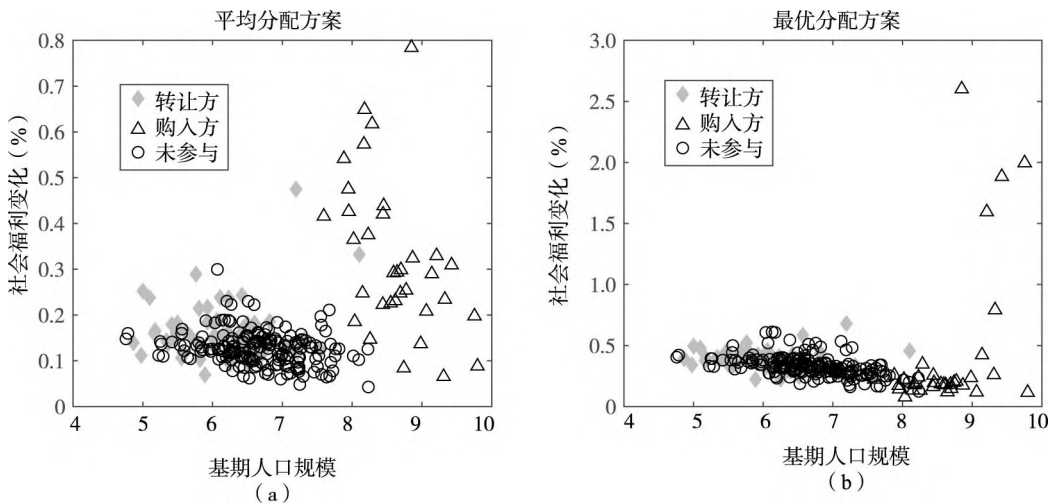 平均分配方案
0.8
0.7
0.6
0.5
0.4
0.3
0.2
0.1
0
社会福利变化（%）
转让方
购入方
未参与
4 5 6 7 8 9 10
基期人口规模
（a）
最优分配方案
3.0
2.5
2.0
1.5
1.0
0.5
0
社会福利变化（%）
转让方
购入方
未参与
4 5 6 7 8 9 10
基期人口规模
（b）